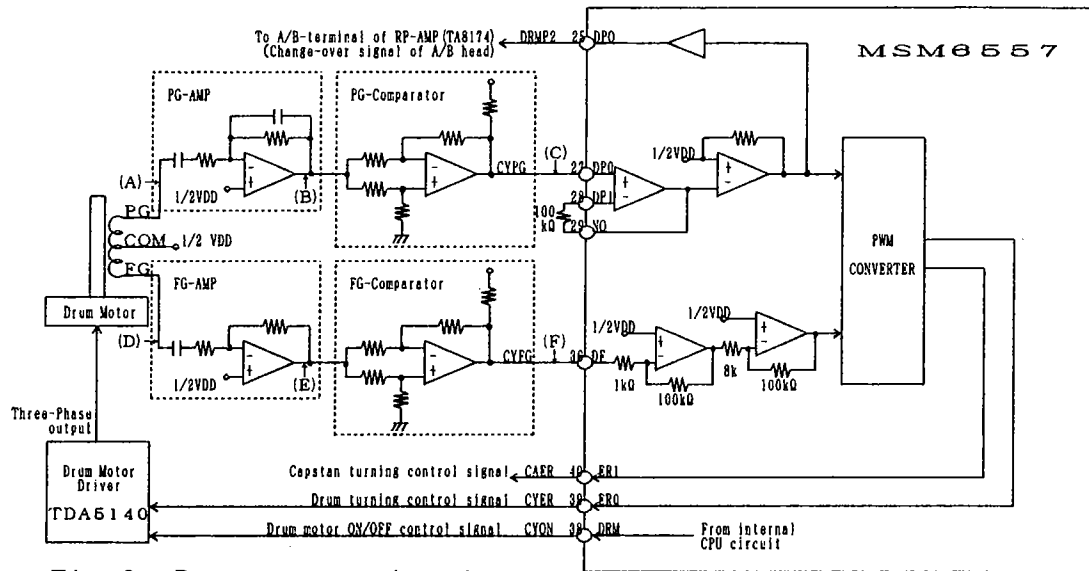 To A/B-terminal of RP-AMP(TA8174)
(Change-over signal of A/B head)
DRMP2
25
DPO
MSM6557
PG-AMP
PG-Comparator
(A)
1/2VDD
(B)
CYPG
(C)
27
DP0
28
DP1
100
kΩ
29
NO
1/2VDD
PG
COM
1/2 VDD
FG
FG-AMP
FG-Comparator
PWM
CONVERTER
Drum Motor
(D)
1/2VDD
(E)
CYFG
(F)
36
DF
1/2VDD
1/2VDD
1kΩ
100kΩ
8k
100kΩ
Three-Phase
output
Drum Motor
Driver
TDA5140
Capstan turning control signal
CAER
40
ER1
Drum turning control signal
CYER
39
ER0
Drum motor ON/OFF control signal
CYON
38
DRM
From internal
CPU circuit